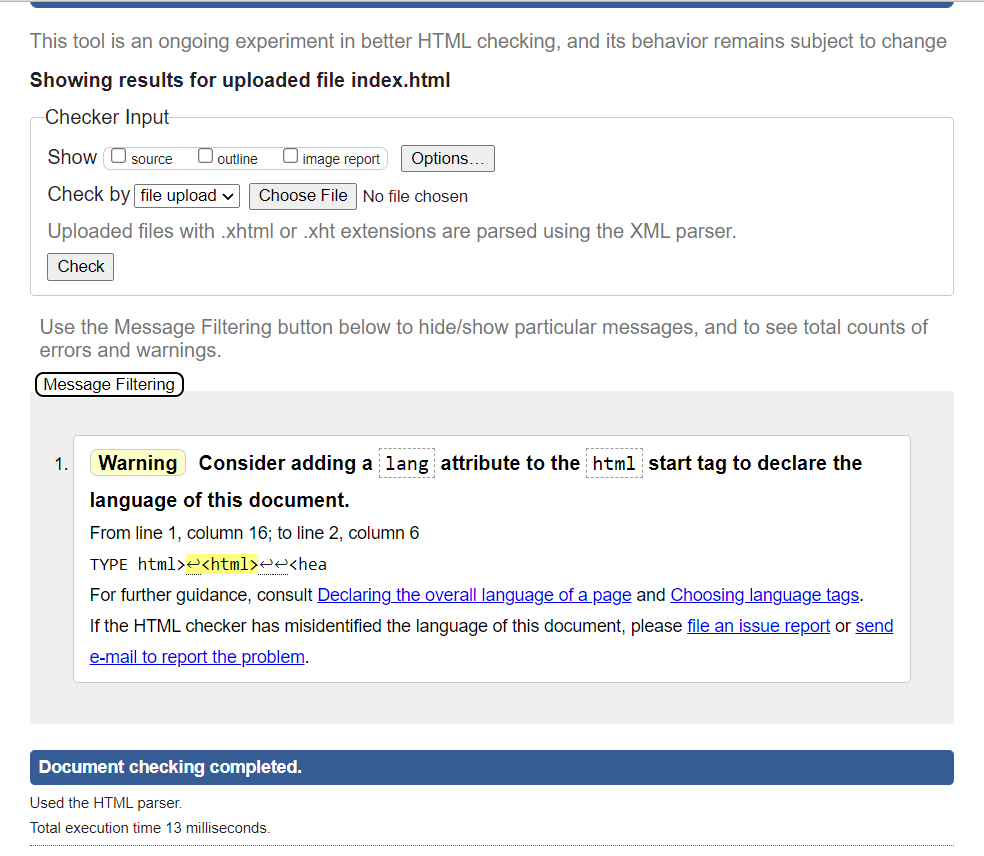 This tool is an ongoing experiment in better HTML checking, and its behavior remains subject to change
Showing results for uploaded file index.html
Checker Input
Show source outline image report Options...
Check by file upload Choose File No file chosen
Uploaded files with .xhtml or .xht extensions are parsed using the XML parser.
Check
Use the Message Filtering button below to hide/show particular messages, and to see total counts of
errors and warnings.
Message Filtering
1. Warning Consider adding a lang attribute to the html start tag to declare the
language of this document.
From line 1, column 16; to line 2, column 6
TYPE html>↩<html>↩↩<hea
For further guidance, consult Declaring the overall language of a page and Choosing language tags.
If the HTML checker has misidentified the language of this document, please file an issue report or send
e-mail to report the problem.
Document checking completed.
Used the HTML parser.
Total execution time 13 milliseconds.